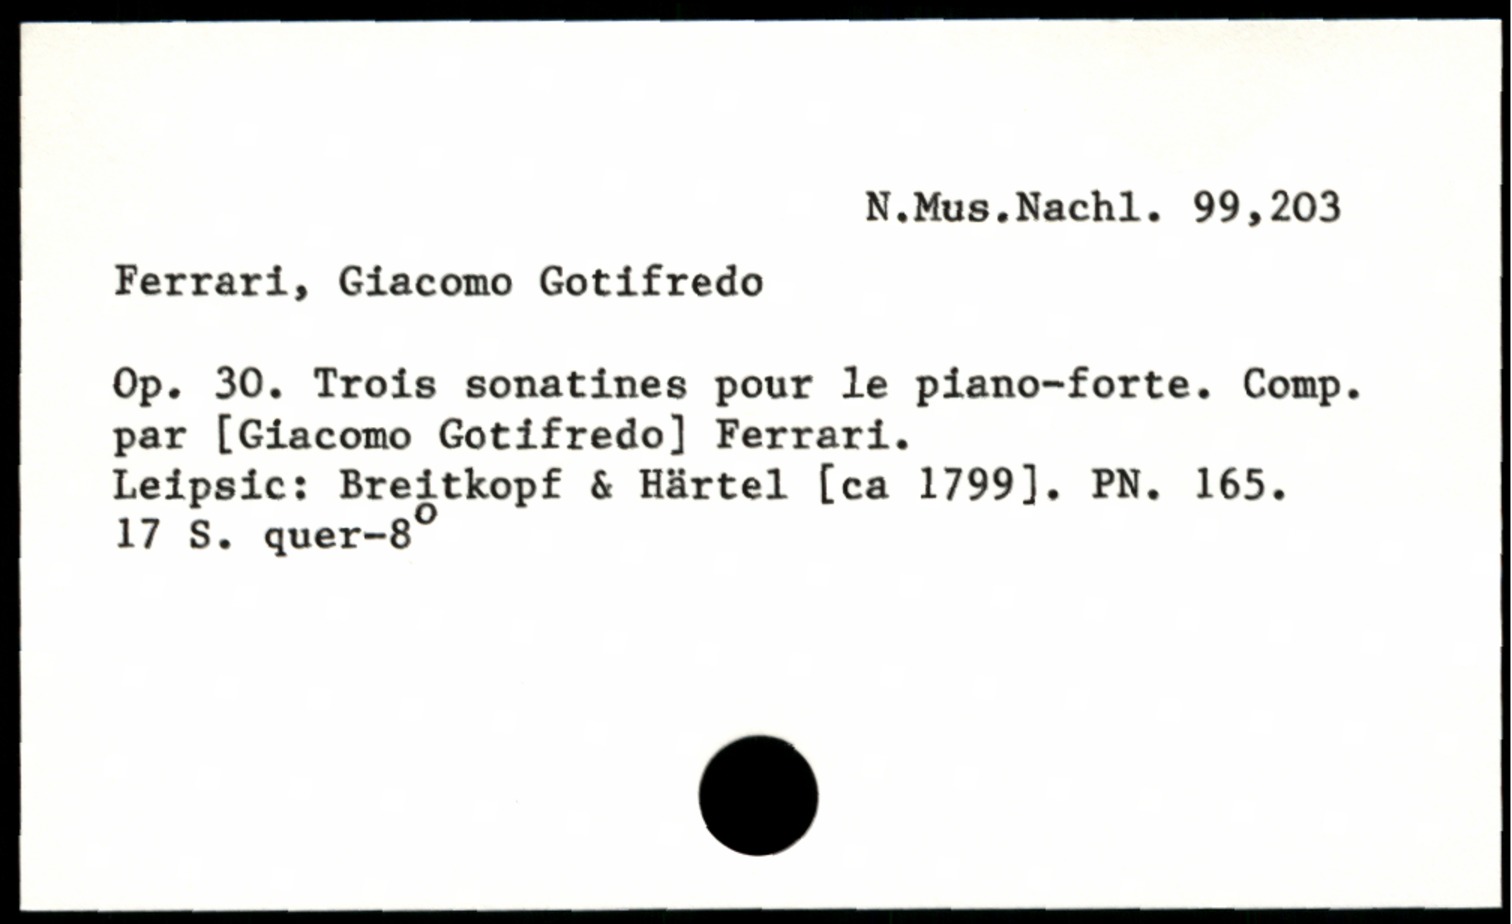 N.Mus.Nachl. 99,203
Ferrari, Giacomo Gotifredo
Op. 30. Trois sonatines pour le piano-forte. Comp.
par [Giacomo Gotifredo] Ferrari.
Leipsic: Breitkopf & Härtel [ca 1799]. PN. 165.
17 S. quer-8º